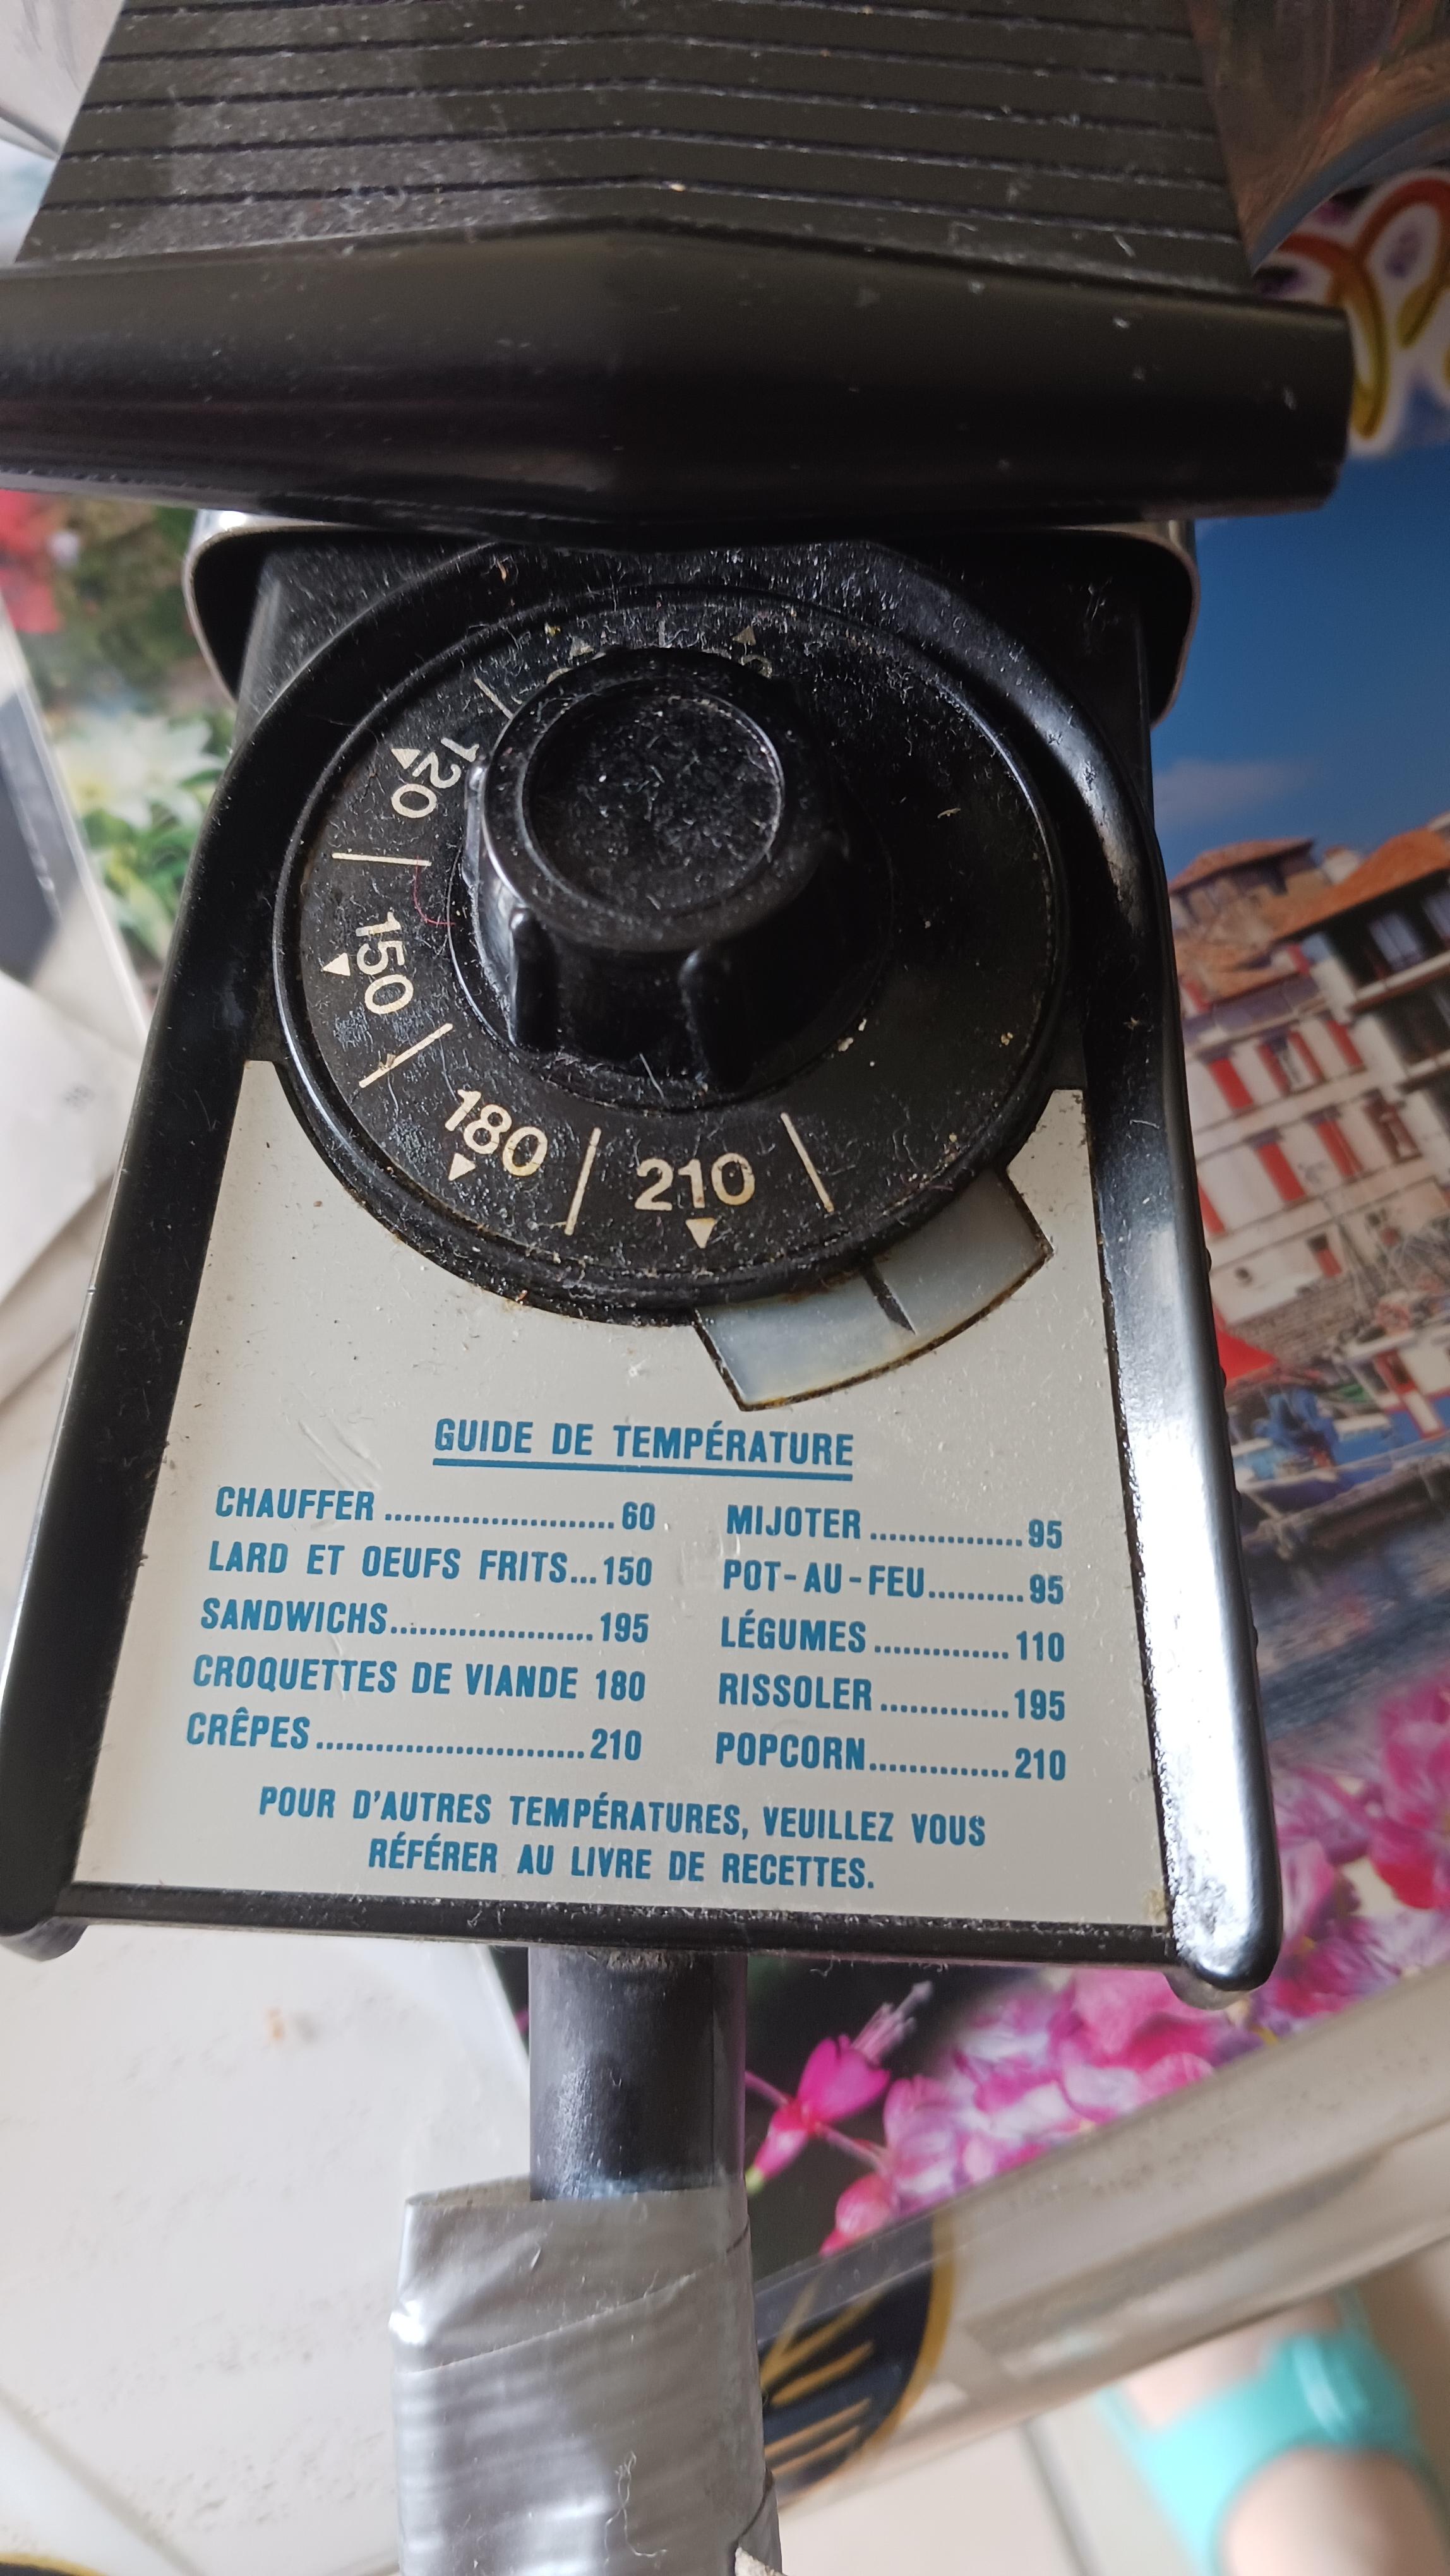 120
150
180
210
GUIDE DE TEMPÉRATURE
CHAUFFER ........................ 60
LARD ET OEUFS FRITS...150
SANDWICHS.....................195
CROQUETTES DE VIANDE 180
CRÊPES ...........................210
MIJOTER ................95
POT-AU-FEU..........95
LÉGUMES ..............110
RISSOLER .............195
POPCORN..............210
POUR D'AUTRES TEMPÉRATURES, VEUILLEZ VOUS
RÉFÉRER AU LIVRE DE RECETTES.